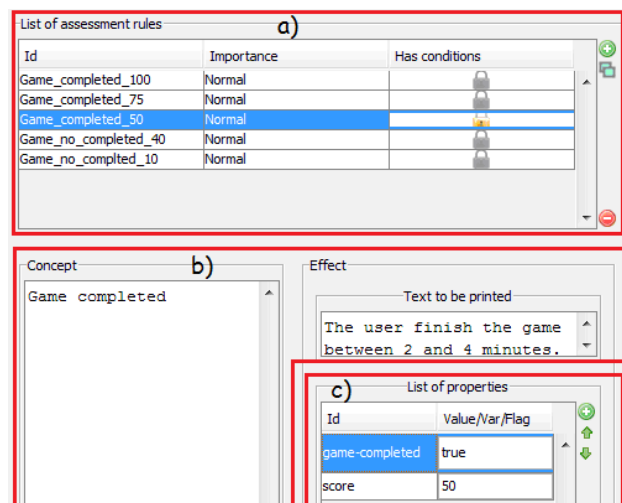 List of assessment rules
a)
Id Importance Has conditions
Game_completed_100 Normal
Game_completed_75 Normal
Game_completed_50 Normal
Game_no_completed_40 Normal
Game_no_complted_10 Normal
Concept
b)
Effect
Game completed
Text to be printed
The user finish the game
between 2 and 4 minutes.
c)
List of properties
Id Value/Var/Flag
game-completed true
score 50